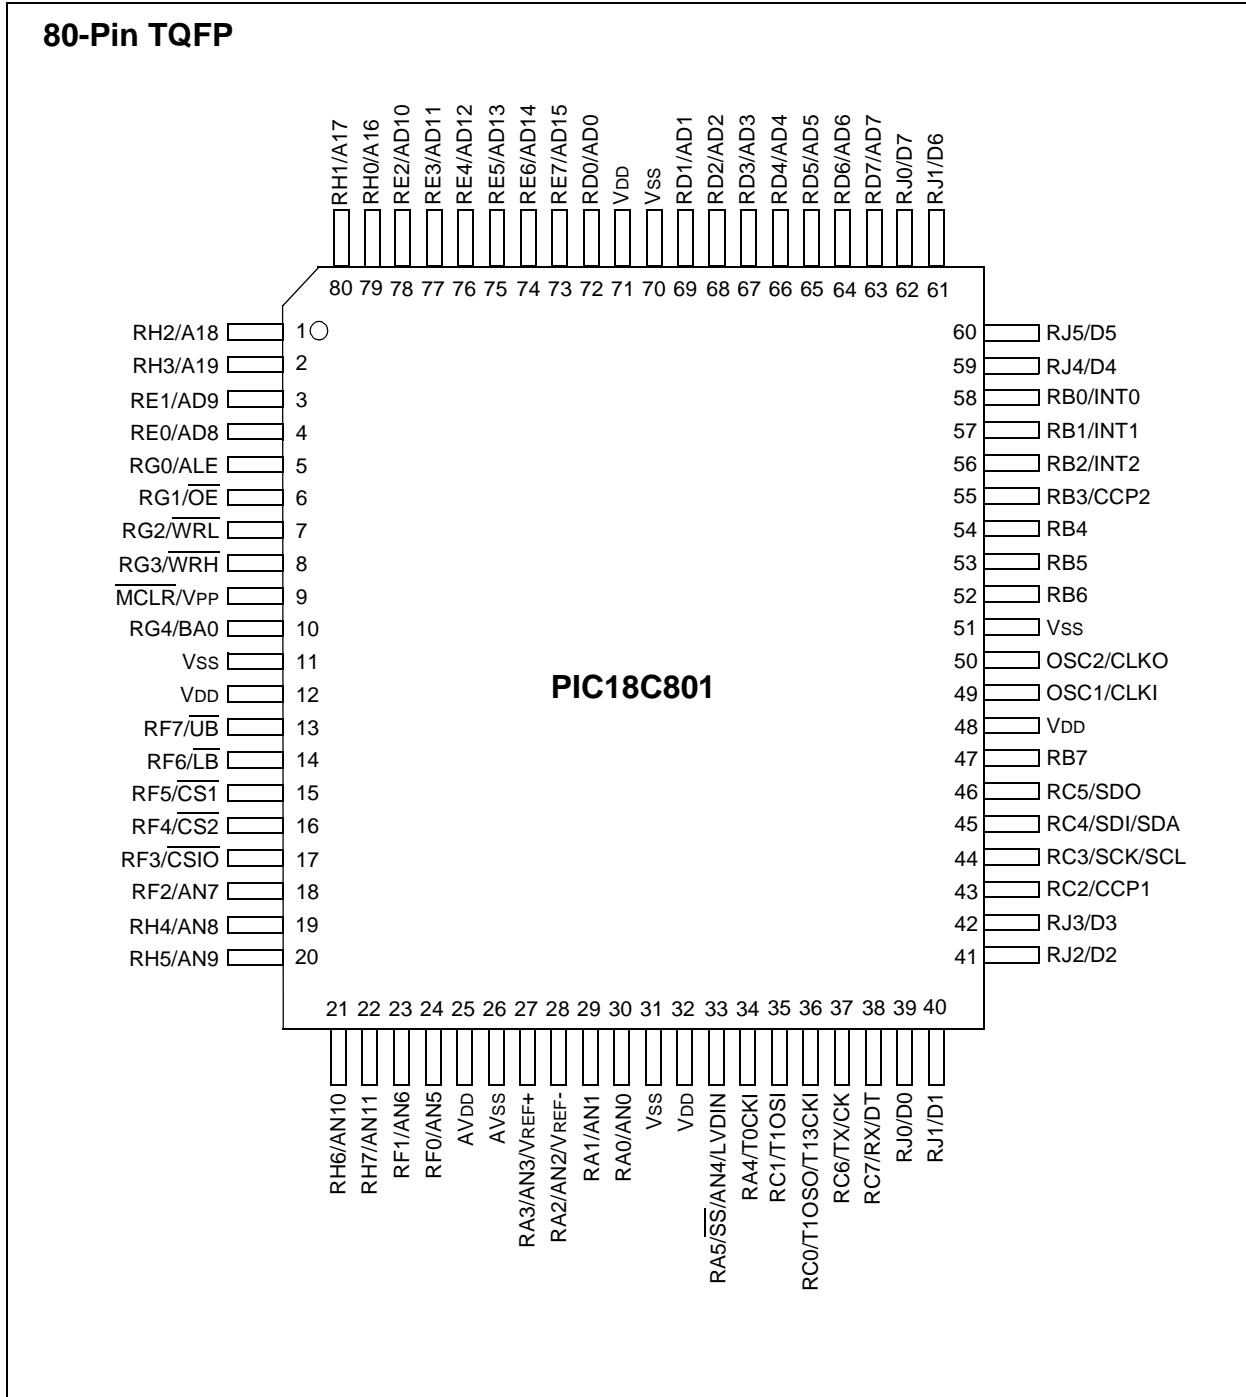 80-Pin TQFP
RH1/A17
RH0/A16
RE2/AD10
RE3/AD11
RE4/AD12
RE5/AD13
RE6/AD14
RE7/AD15
RD0/AD0
VDD
VSS
RD1/AD1
RD2/AD2
RD3/AD3
RD4/AD4
RD5/AD5
RD6/AD6
RD7/AD7
RJ0/D7
RJ1/D6
80 79 78 77 76 75 74 73 72 71 70 69 68 67 66 65 64 63 62 61
RH2/A18 1
RH3/A19 2
RE1/AD9 3
RE0/AD8 4
RG0/ALE 5
RG1/O̅E̅ 6
RG2/W̅R̅L̅ 7
RG3/W̅R̅H̅ 8
M̅C̅L̅R̅/VPP 9
RG4/BA0 10
VSS 11
VDD 12
RF7/U̅B̅ 13
RF6/L̅B̅ 14
RF5/C̅S̅1̅ 15
RF4/C̅S̅2̅ 16
RF3/C̅S̅I̅O̅ 17
RF2/AN7 18
RH4/AN8 19
RH5/AN9 20
PIC18C801
60 RJ5/D5
59 RJ4/D4
58 RB0/INT0
57 RB1/INT1
56 RB2/INT2
55 RB3/CCP2
54 RB4
53 RB5
52 RB6
51 VSS
50 OSC2/CLKO
49 OSC1/CLKI
48 VDD
47 RB7
46 RC5/SDO
45 RC4/SDI/SDA
44 RC3/SCK/SCL
43 RC2/CCP1
42 RJ3/D3
41 RJ2/D2
21 22 23 24 25 26 27 28 29 30 31 32 33 34 35 36 37 38 39 40
RH6/AN10
RH7/AN11
RF1/AN6
RF0/AN5
AVDD
AVSS
RA3/AN3/VREF+
RA2/AN2/VREF-
RA1/AN1
RA0/AN0
VSS
VDD
RA5/S̅S̅/AN4/LVDIN
RA4/T0CKI
RC1/T1OSI
RC0/T1OSO/T13CKI
RC6/TX/CK
RC7/RX/DT
RJ0/D0
RJ1/D1